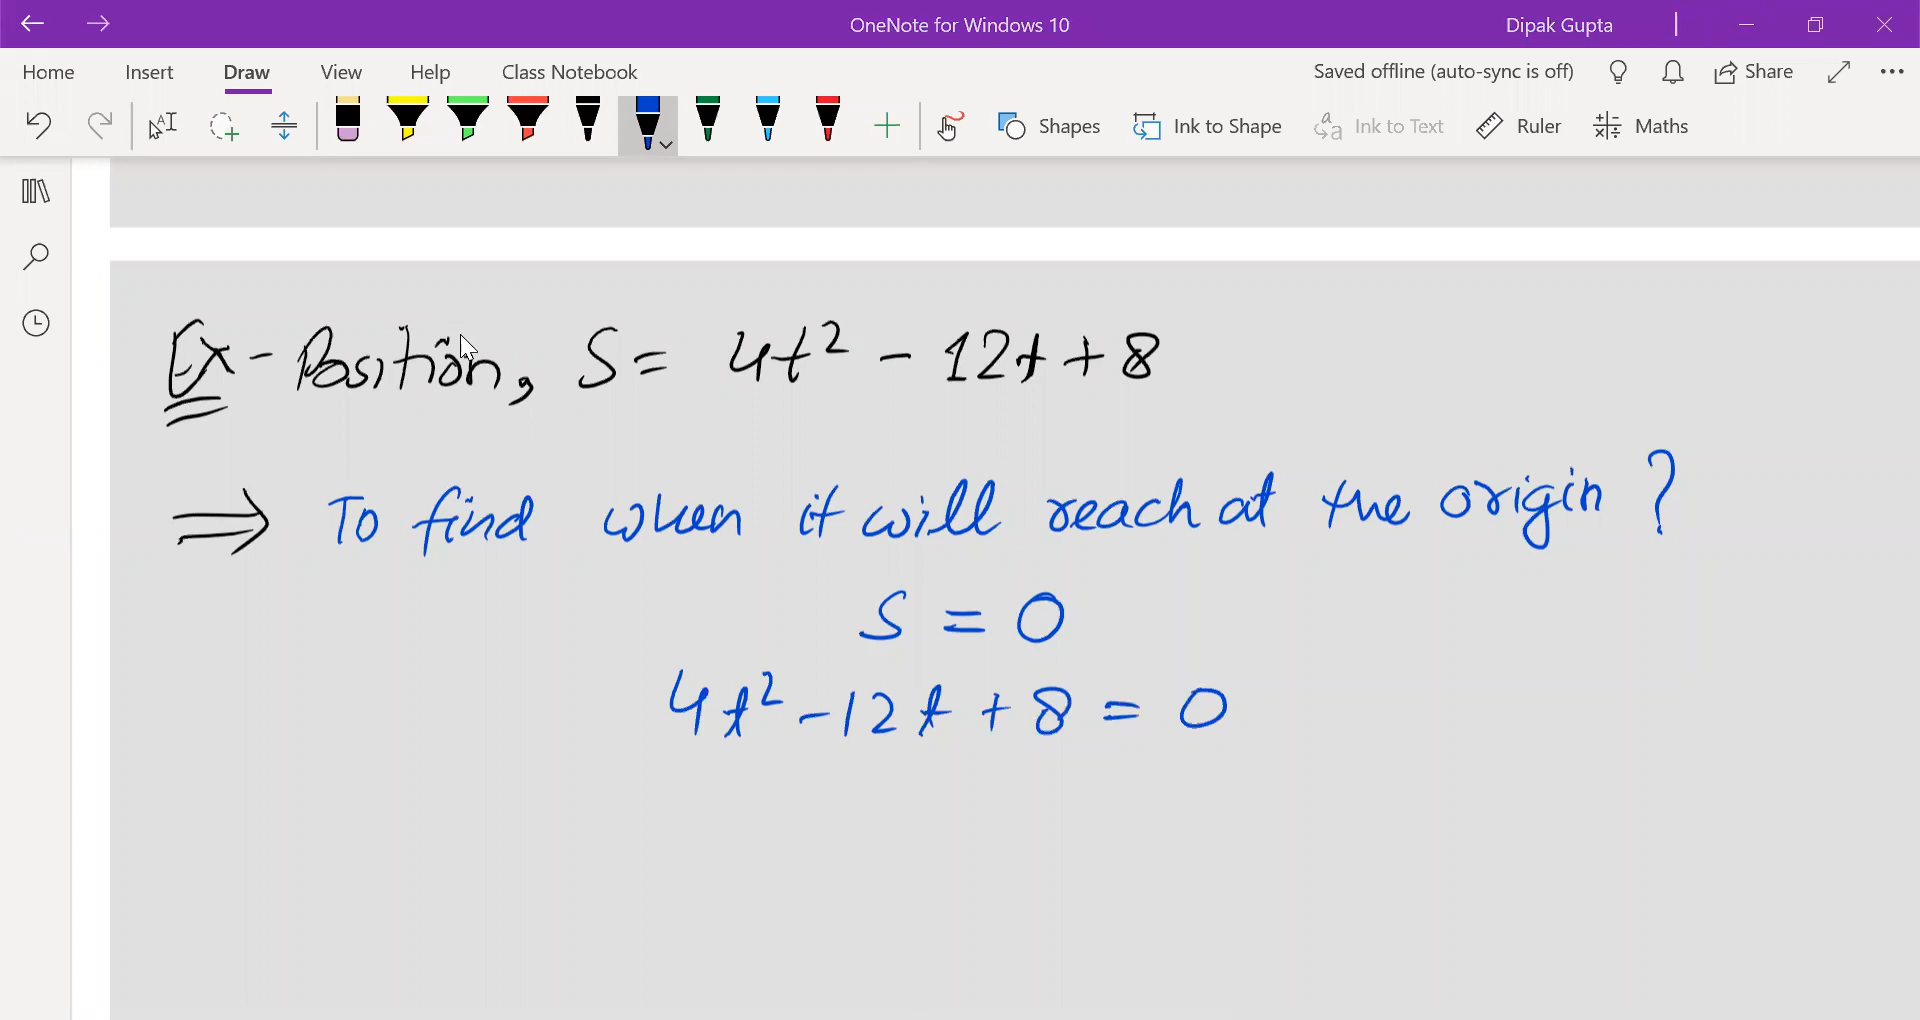 OneNote for Windows 10
Dipak Gupta
Home Insert Draw View Help Class Notebook
Saved offline (auto-sync is off) Share
Shapes Ink to Shape Ink to Text Ruler Maths
Ex - Position, S = 4t² - 12t + 8
⇒ To find when it will reach at the origin ?
S = 0
4t² - 12t + 8 = 0